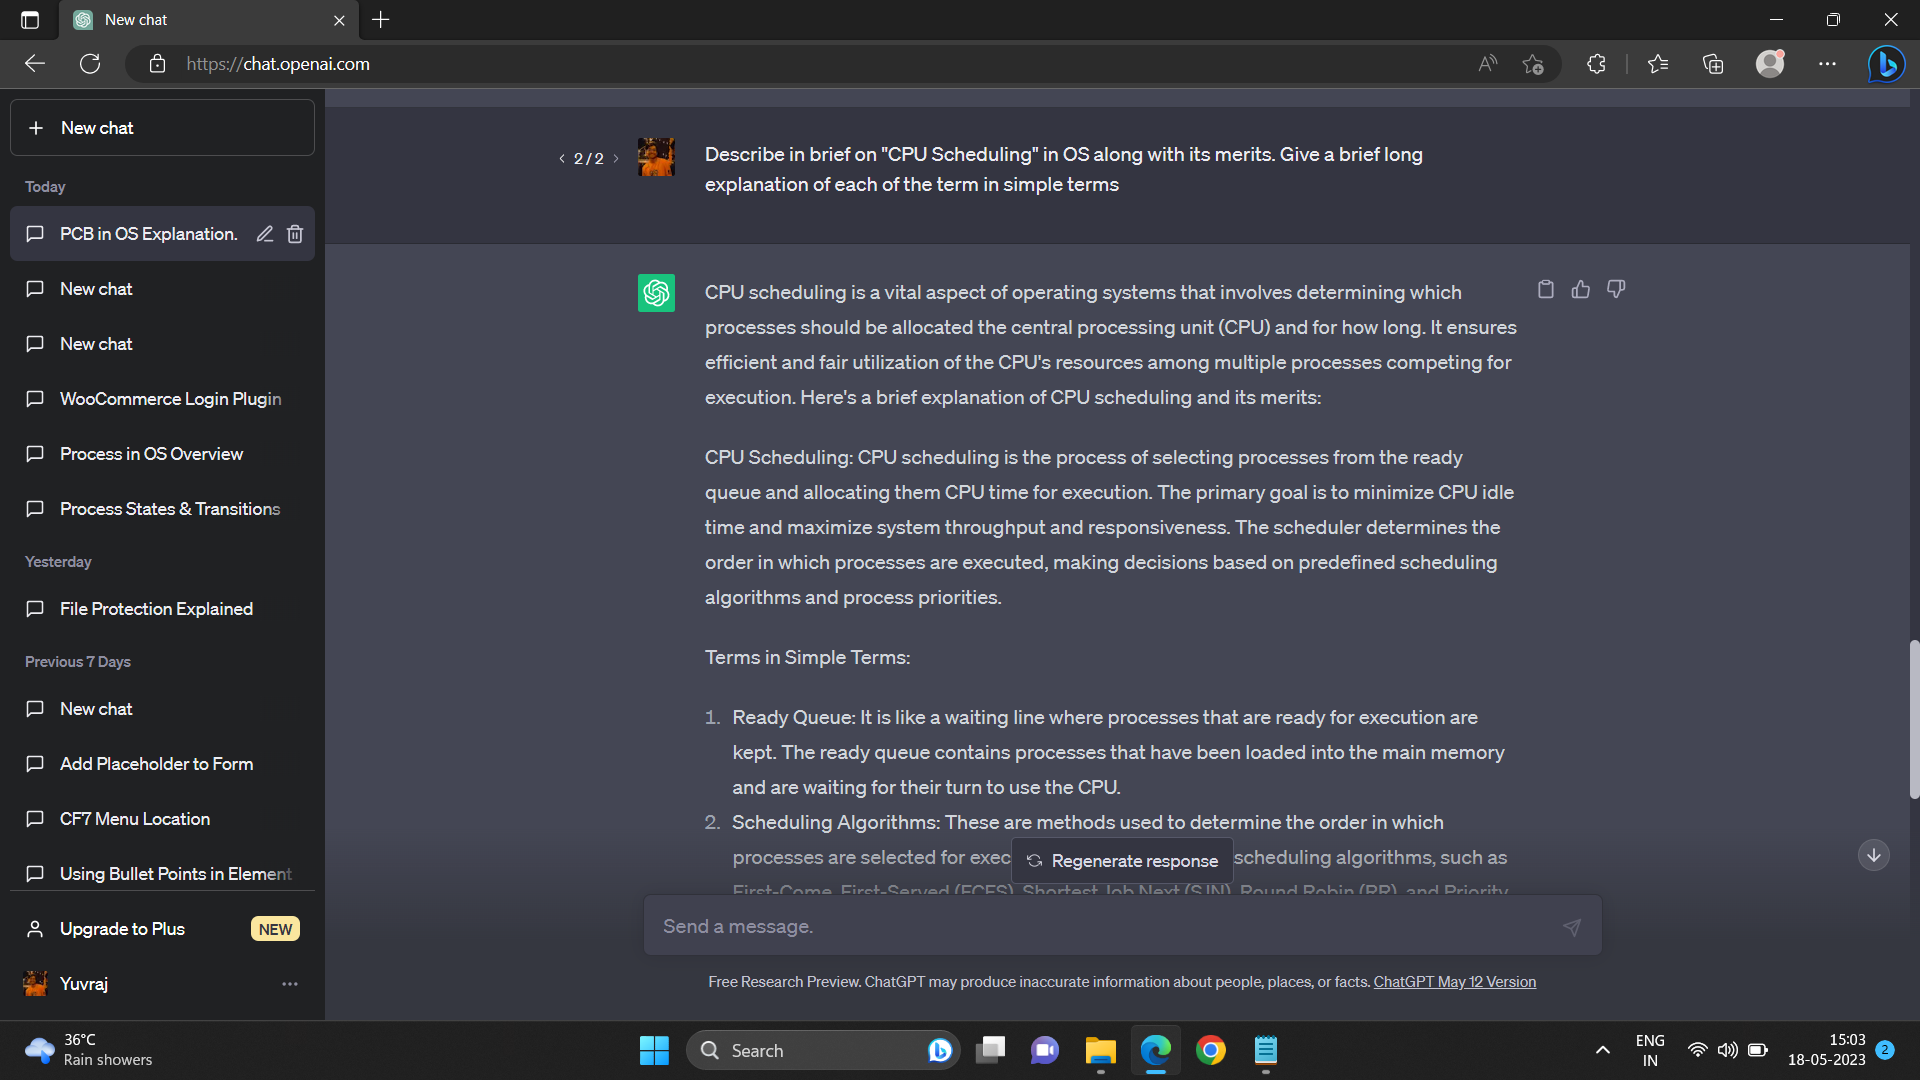 New chat
https://chat.openai.com
New chat
Today
PCB in OS Explanation.
New chat
New chat
WooCommerce Login Plugin
Process in OS Overview
Process States & Transitions
Yesterday
File Protection Explained
Previous 7 Days
New chat
Add Placeholder to Form
CF7 Menu Location
Using Bullet Points in Element
Upgrade to Plus NEW
Yuvraj
2 / 2
Describe in brief on "CPU Scheduling" in OS along with its merits. Give a brief long
explanation of each of the term in simple terms
CPU scheduling is a vital aspect of operating systems that involves determining which
processes should be allocated the central processing unit (CPU) and for how long. It ensures
efficient and fair utilization of the CPU's resources among multiple processes competing for
execution. Here's a brief explanation of CPU scheduling and its merits:
CPU Scheduling: CPU scheduling is the process of selecting processes from the ready
queue and allocating them CPU time for execution. The primary goal is to minimize CPU idle
time and maximize system throughput and responsiveness. The scheduler determines the
order in which processes are executed, making decisions based on predefined scheduling
algorithms and process priorities.
Terms in Simple Terms:
1. Ready Queue: It is like a waiting line where processes that are ready for execution are
kept. The ready queue contains processes that have been loaded into the main memory
and are waiting for their turn to use the CPU.
2. Scheduling Algorithms: These are methods used to determine the order in which
processes are selected for exec scheduling algorithms, such as
First-Come, First-Served (FCFS), Shortest Job Next (SJN), Round Robin (RR), and Priority
Regenerate response
Send a message.
Free Research Preview. ChatGPT may produce inaccurate information about people, places, or facts. ChatGPT May 12 Version
36°C
Rain showers
Search
ENG
IN
15:03
18-05-2023
2